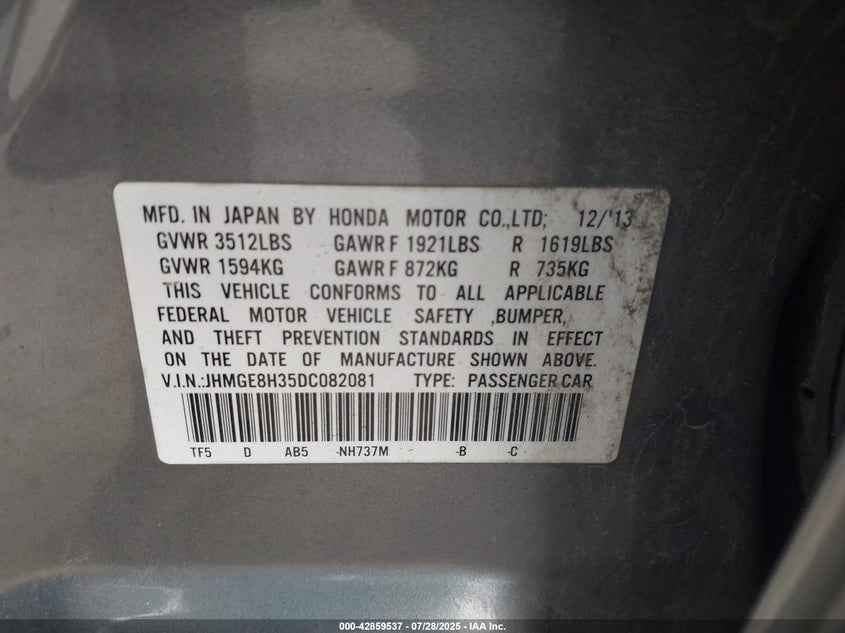 MFD. IN JAPAN BY HONDA MOTOR CO.,LTD; 12/'13
GVWR 3512LBS GAWR F 1921LBS R 1619LBS
GVWR 1594KG GAWR F 872KG R 735KG
THIS VEHICLE CONFORMS TO ALL APPLICABLE
FEDERAL MOTOR VEHICLE SAFETY ,BUMPER,
AND THEFT PREVENTION STANDARDS IN EFFECT
ON THE DATE OF MANUFACTURE SHOWN ABOVE.
V.I.N.:JHMGE8H35DC082081 TYPE: PASSENGER CAR
TF5 D AB5 -NH737M -B -C
000-42859537 / 07/28/2025 - IAA Inc.